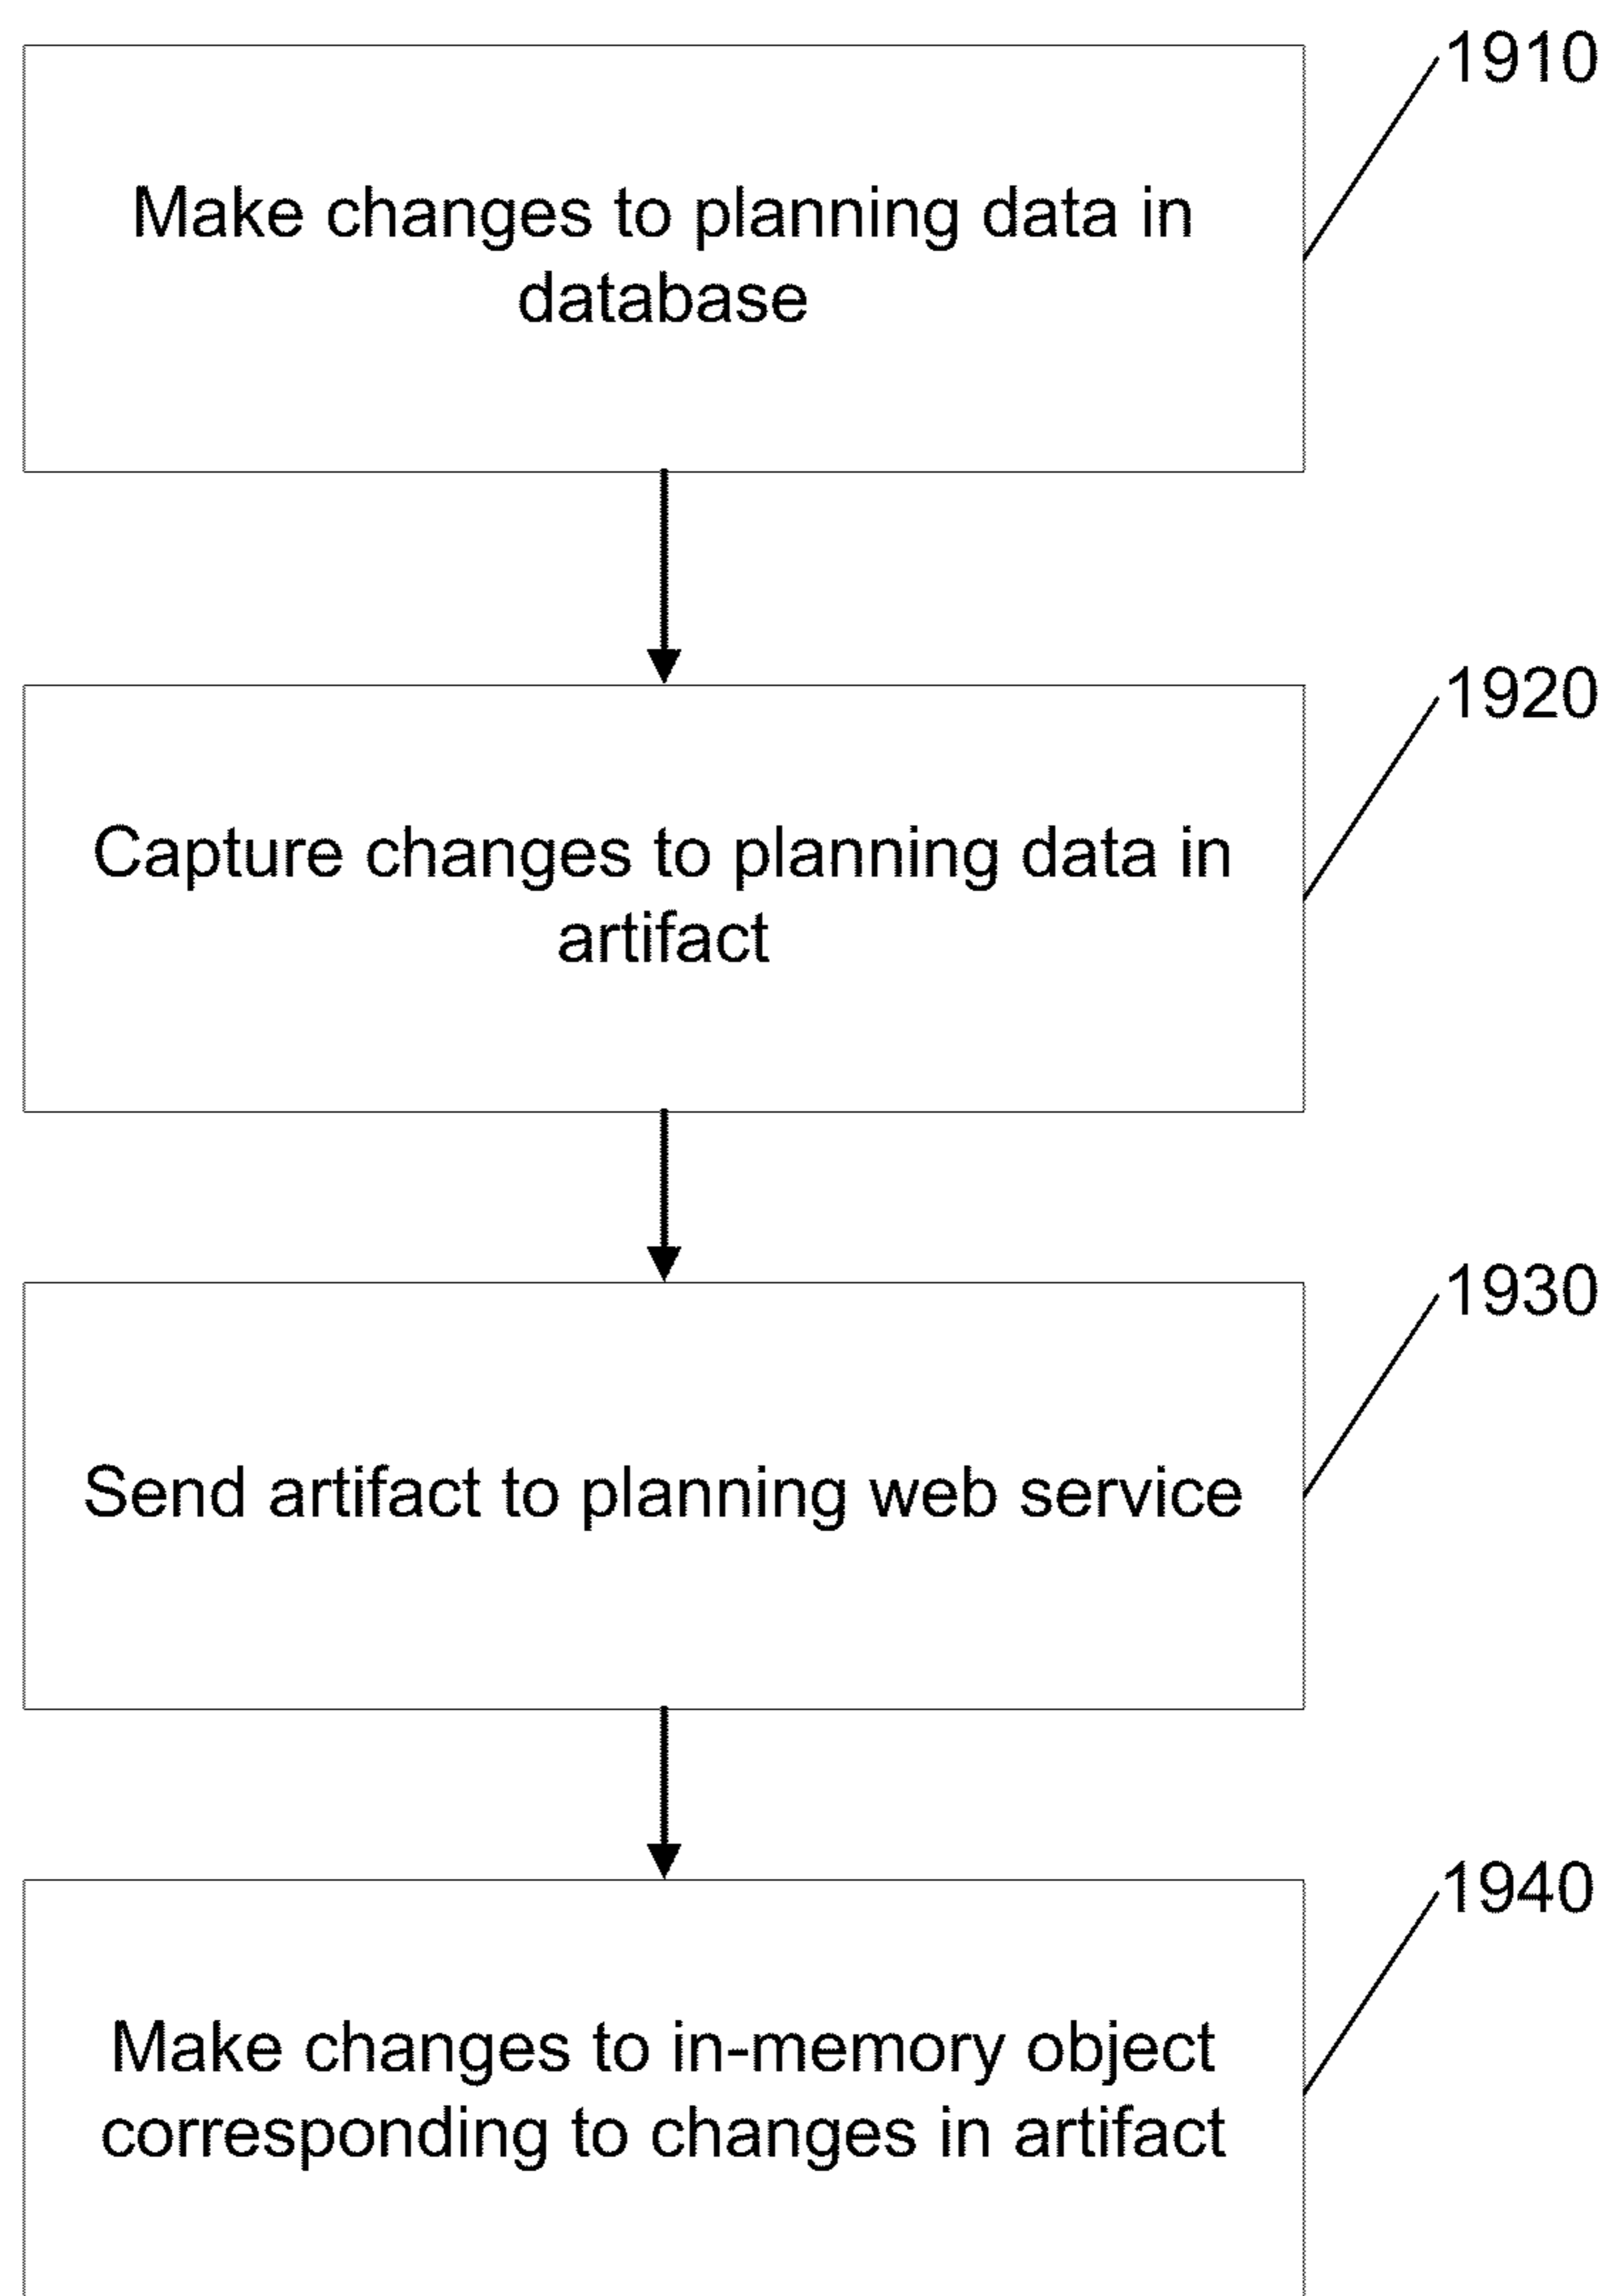 1910
Make changes to planning data in
database
1920
Capture changes to planning data in
artifact
1930
Send artifact to planning web service
1940
Make changes to in-memory object
corresponding to changes in artifact